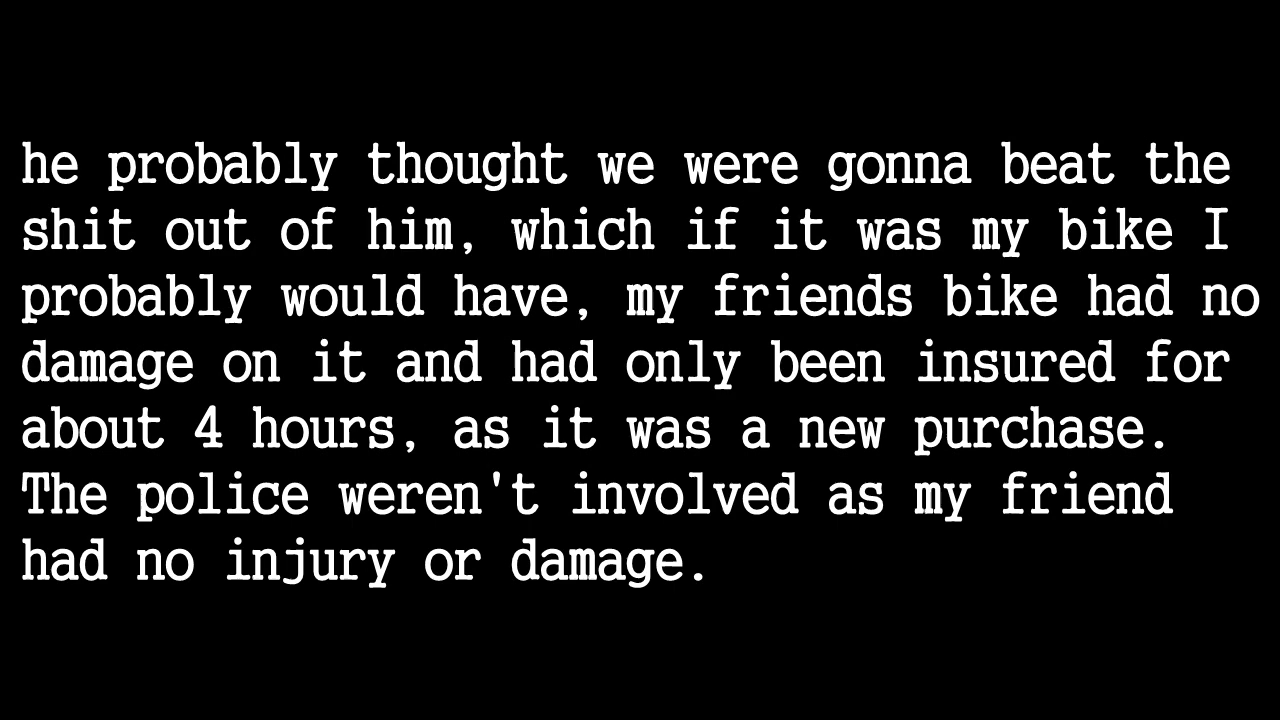 he probably thought we were gonna beat the
shit out of him, which if it was my bike I
probably would have, my friends bike had no
damage on it and had only been insured for
about 4 hours, as it was a new purchase.
The police weren't involved as my friend
had no injury or damage.